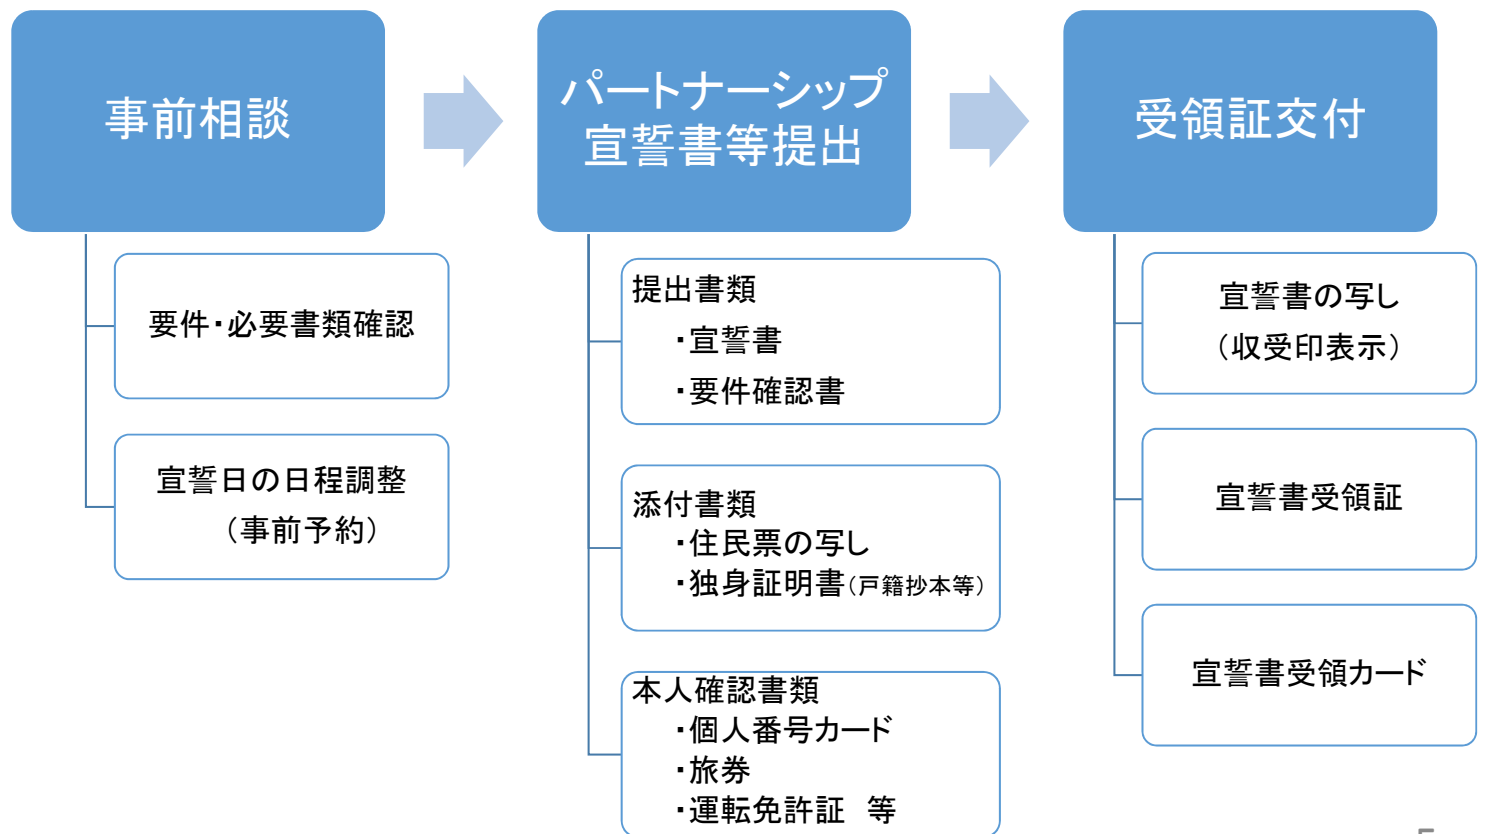 事前相談
要件・必要書類確認
宣誓日の日程調整
（事前予約）
パートナーシップ
宣誓書等提出
提出書類
・宣誓書
・要件確認書
添付書類
・住民票の写し
・独身証明書（戸籍抄本等）
本人確認書類
・個人番号カード
・旅券
・運転免許証　等
受領証交付
宣誓書の写し
（収受印表示）
宣誓書受領証
宣誓書受領カード